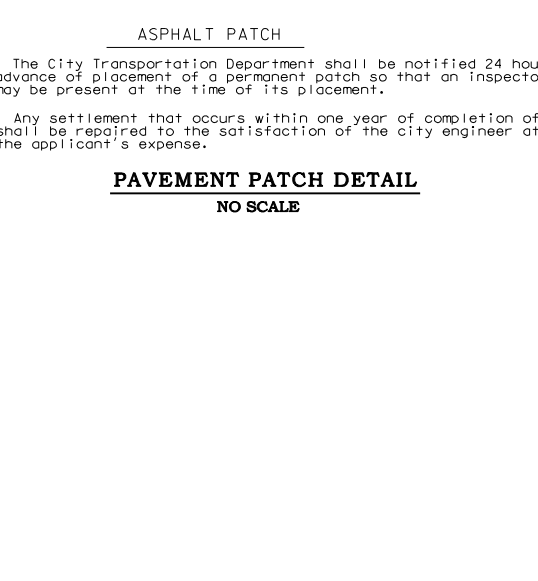 ASPHALT PATCH
The City Transportation Department shall be notified 24 hou
advance of placement of a permanent patch so that an inspecto
may be present at the time of its placement.
Any settlement that occurs within one year of completion of
shall be repaired to the satisfaction of the city engineer at
the applicant's expense.
PAVEMENT PATCH DETAIL
NO SCALE